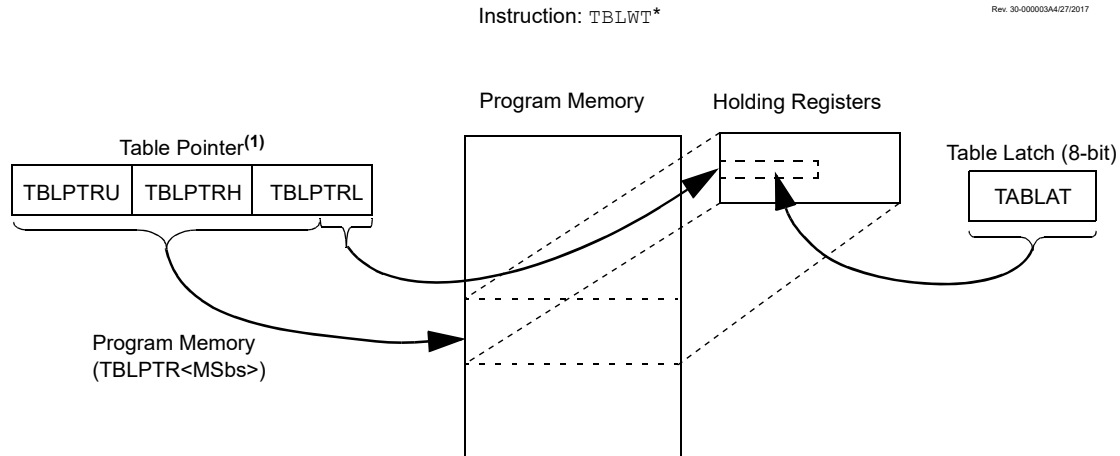 Instruction: TBLWT*
Rev. 30-000003A4/27/2017
Program Memory
Holding Registers
Table Pointer(1)
Table Latch (8-bit)
TBLPTRU
TBLPTRH
TBLPTRL
TABLAT
Program Memory
(TBLPTR<MSbs>)